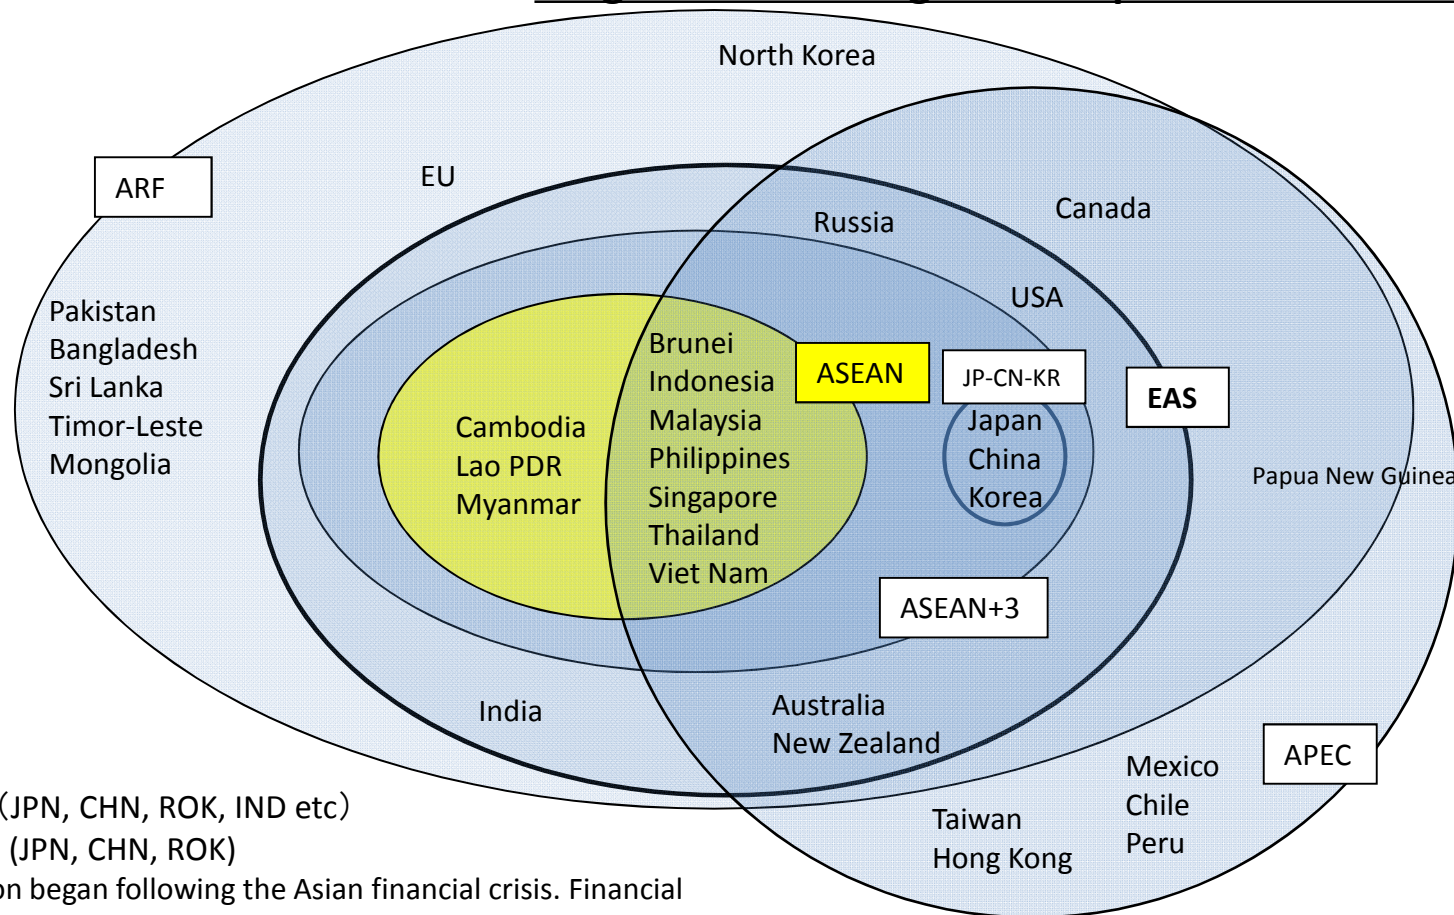 North Korea
ARF
EU
Canada
Russia
USA
Pakistan
Bangladesh
Sri Lanka
Timor-Leste
Mongolia
Brunei
Indonesia
Malaysia
Philippines
Singapore
Thailand
Viet Nam
ASEAN
JP-CN-KR
EAS
Cambodia
Lao PDR
Myanmar
Japan
China
Korea
Papua New Guinea
ASEAN+3
India
Australia
New Zealand
APEC
Mexico
Chile
Peru
Taiwan
Hong Kong
（JPN, CHN, ROK, IND etc）
(JPN, CHN, ROK)
began following the Asian financial crisis. Financial